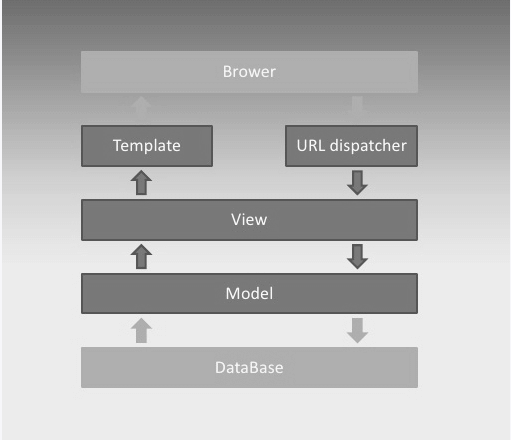 Brower
Template
URL dispatcher
View
Model
DataBase